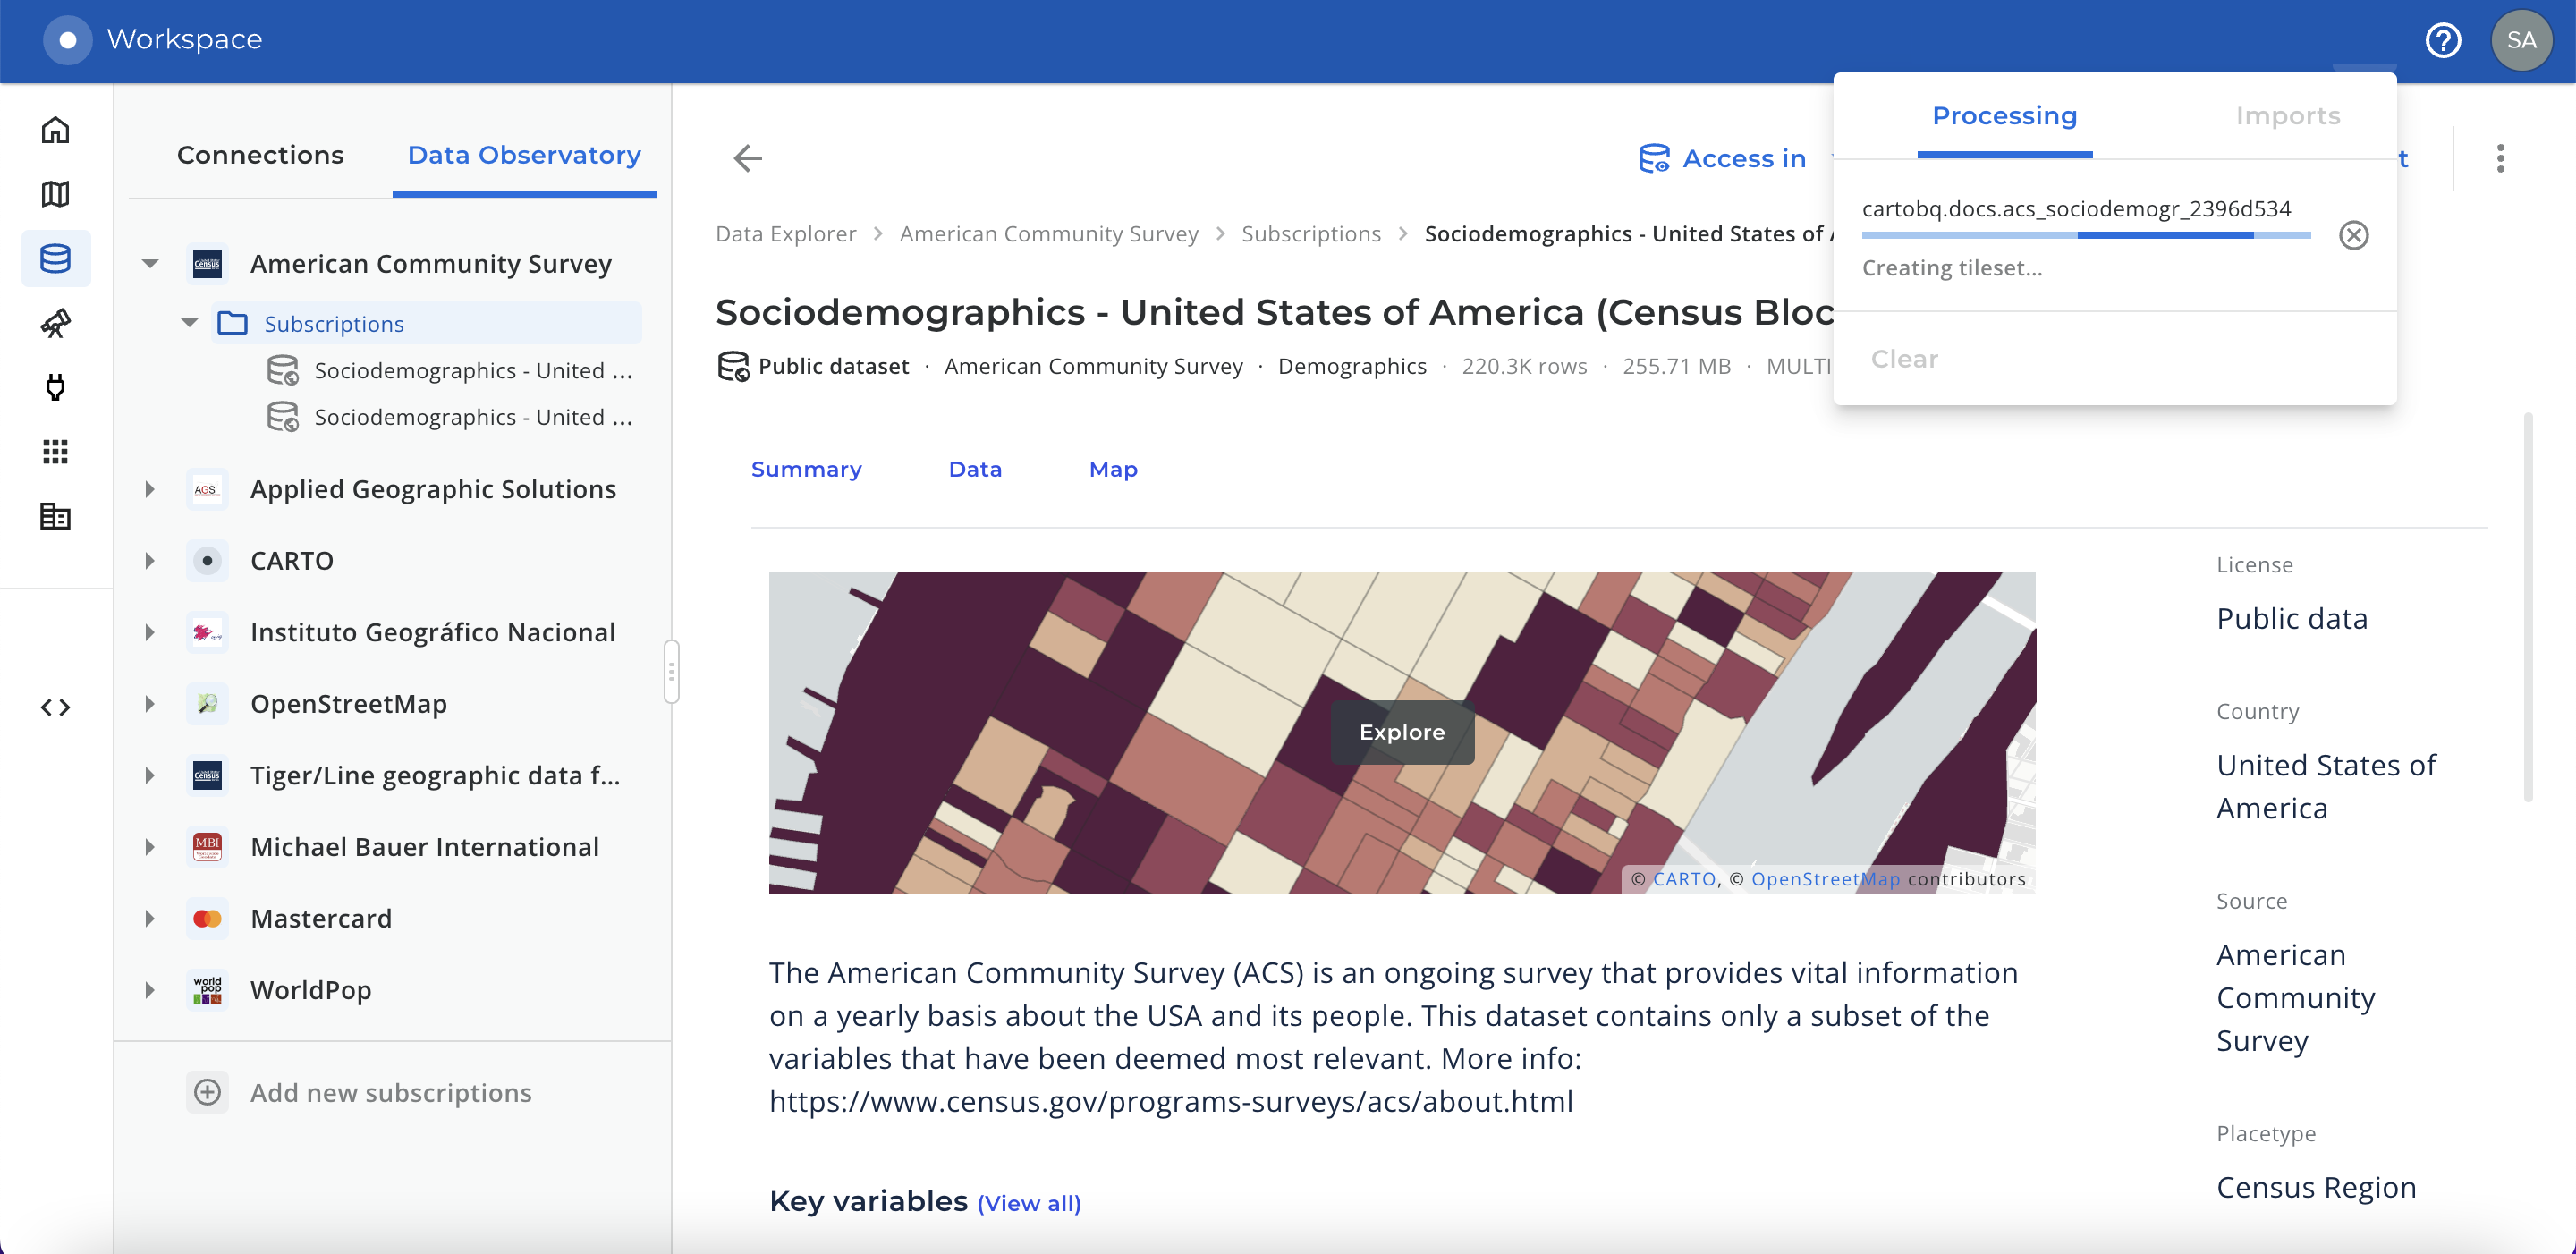 Workspace
SA
Connections
Data Observatory
American Community Survey
Subscriptions
Sociodemographics - United ...
Sociodemographics - United ...
AGS
Applied Geographic Solutions
CARTO
Instituto Geográfico Nacional
OpenStreetMap
Census
Tiger/Line geographic data f...
MBI
Michael Bauer International
Mastercard
world
pop
WorldPop
Add new subscriptions
Access in
t
Processing
Imports
cartobq.docs.acs_sociodemogr_2396d534
Creating tileset...
Clear
Data Explorer > American Community Survey > Subscriptions > Sociodemographics - United States of
Sociodemographics - United States of America (Census Bloc
Public dataset · American Community Survey · Demographics · 220.3K rows · 255.71 MB · MULTI
Summary
Data
Map
Explore
© CARTO, © OpenStreetMap contributors
The American Community Survey (ACS) is an ongoing survey that provides vital information
on a yearly basis about the USA and its people. This dataset contains only a subset of the
variables that have been deemed most relevant. More info:
https://www.census.gov/programs-surveys/acs/about.html
Key variables (View all)
License
Public data
Country
United States of
America
Source
American
Community
Survey
Placetype
Census Region